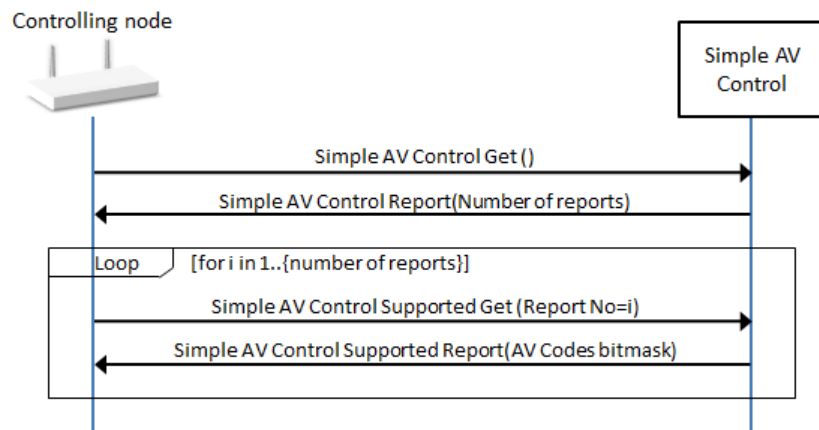 Controlling node
Simple AV
Control
Simple AV Control Get ()
Simple AV Control Report(Number of reports)
Loop [for i in 1..{number of reports}]
Simple AV Control Supported Get (Report No=i)
Simple AV Control Supported Report(AV Codes bitmask)